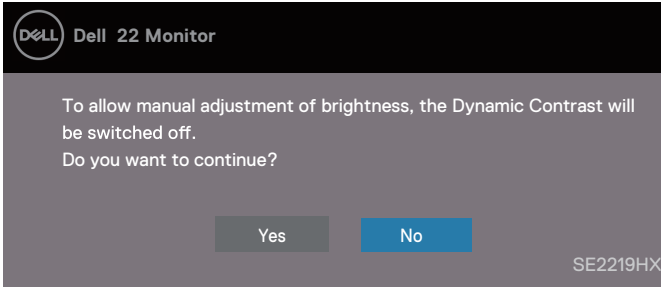 DELL Dell 22 Monitor
To allow manual adjustment of brightness, the Dynamic Contrast will
be switched off.
Do you want to continue?
Yes No
SE2219HX